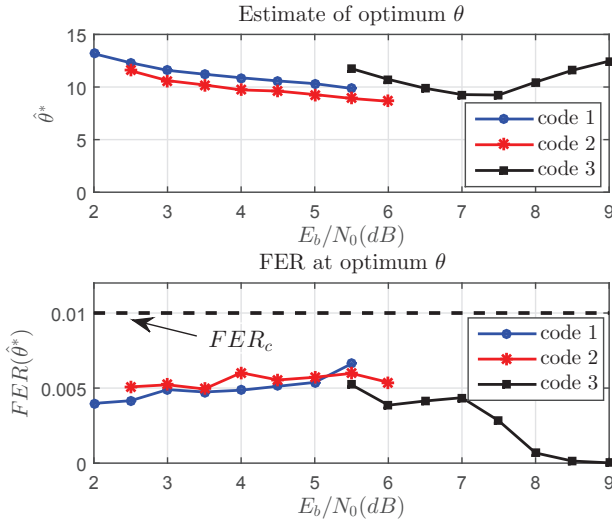 Estimate of optimum θ
15
10
5
0
θ̂*
code 1
code 2
code 3
2 3 4 5 6 7 8 9
E_b/N_0(dB)
FER at optimum θ
0.01
0.005
0
FER(θ̂*)
FER_c
code 1
code 2
code 3
2 3 4 5 6 7 8 9
E_b/N_0(dB)